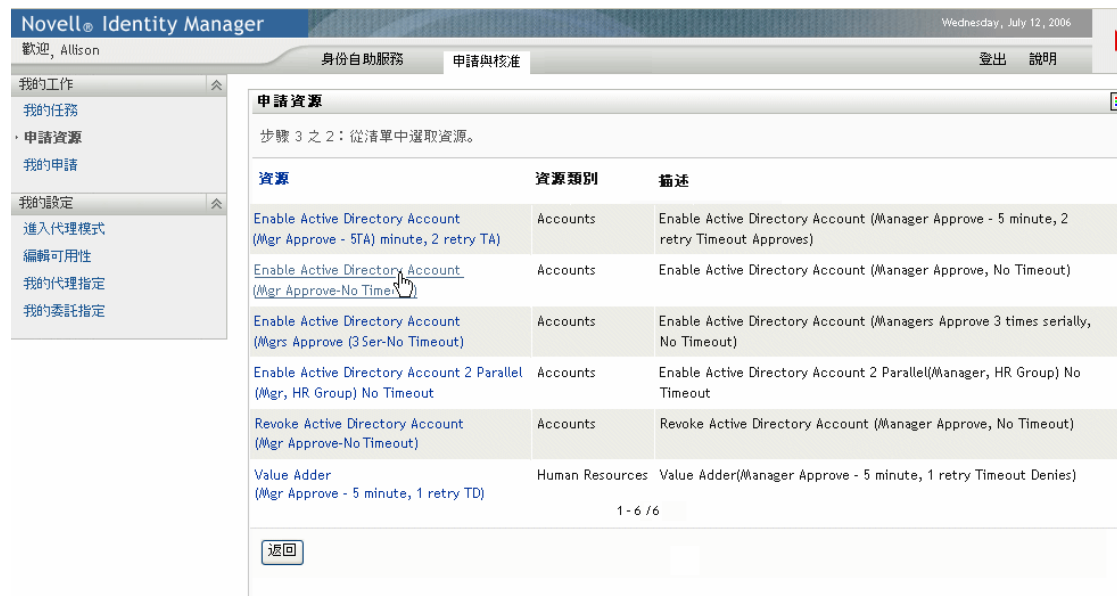 Novell® Identity Manager
Wednesday, July 12, 2006
歡迎, Allison
身份自助服務
申請與核准
登出
說明
我的工作
我的任務
申請資源
我的申請
我的設定
進入代理模式
編輯可用性
我的代理指定
我的委託指定
申請資源
步驟 3 之 2：從清單中選取資源。
資源 資源類別 描述
Enable Active Directory Account
(Mgr Approve - 5TA) minute, 2 retry TA)
Accounts
Enable Active Directory Account (Manager Approve - 5 minute, 2
retry Timeout Approves)
Enable Active Directory Account
(Mgr Approve-No Timeout)
Accounts
Enable Active Directory Account (Manager Approve, No Timeout)
Enable Active Directory Account
(Mgrs Approve (3 Ser-No Timeout)
Accounts
Enable Active Directory Account (Managers Approve 3 times serially,
No Timeout)
Enable Active Directory Account 2 Parallel
(Mgr, HR Group) No Timeout
Accounts
Enable Active Directory Account 2 Parallel(Manager, HR Group) No
Timeout
Revoke Active Directory Account
(Mgr Approve-No Timeout)
Accounts
Revoke Active Directory Account (Manager Approve, No Timeout)
Value Adder
(Mgr Approve - 5 minute, 1 retry TD)
Human Resources
Value Adder(Manager Approve - 5 minute, 1 retry Timeout Denies)
1 - 6 /6
返回